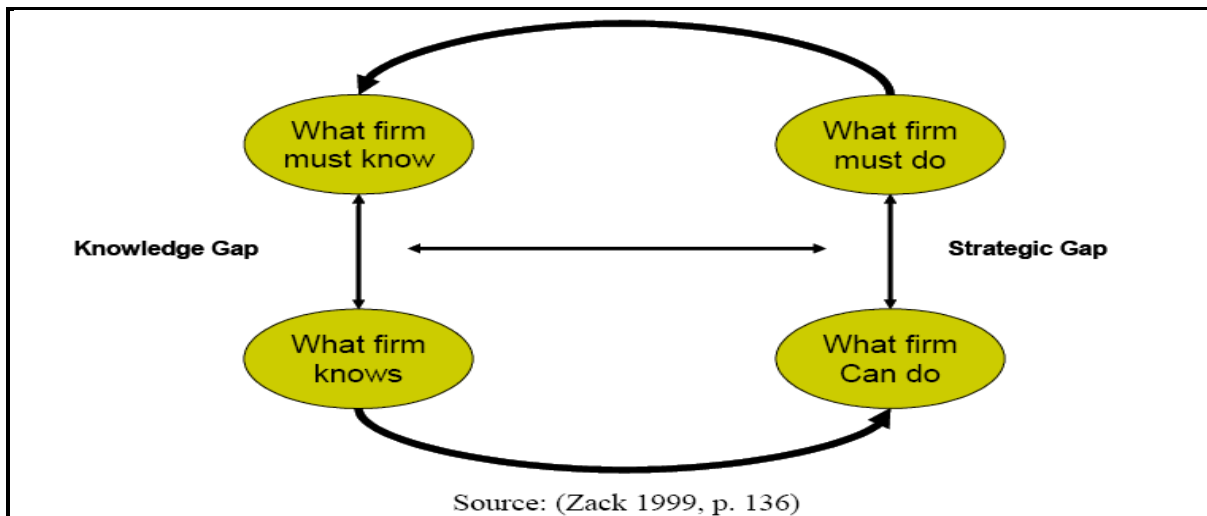 What firm
must know
What firm
must do
Knowledge Gap
Strategic Gap
What firm
knows
What firm
Can do
Source: (Zack 1999, p. 136)